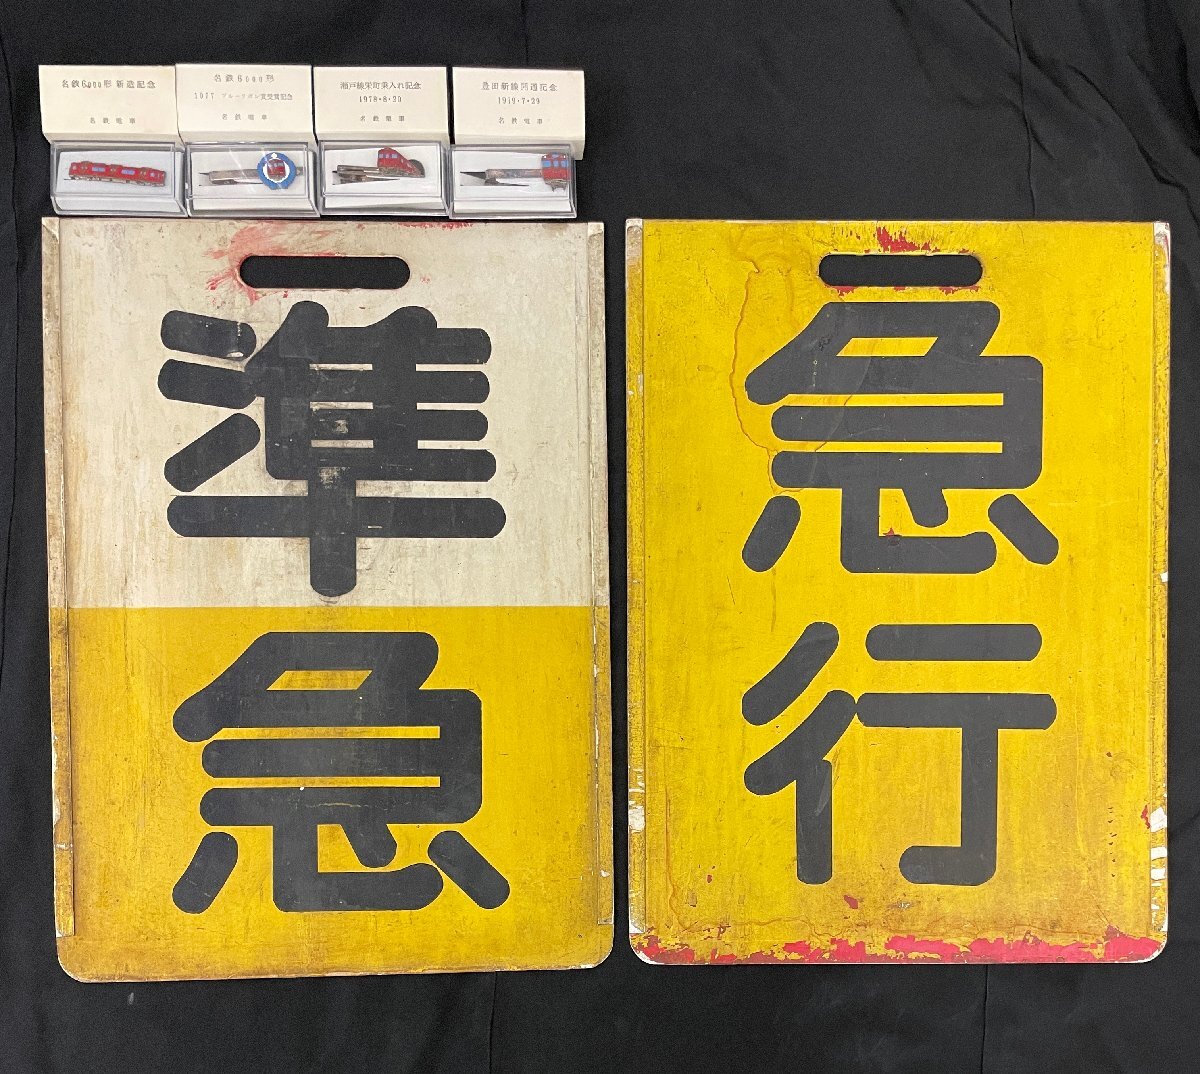 名鉄6000形新造記念
名鉄電車
名鉄6000形
1977 ブルーリボン賞受賞記念
名鉄電車
瀬戸線栄町乗入れ記念
1978・8・20
名鉄電車
豊田新線開通記念
1979・7・29
名鉄電車
準
急
急
行